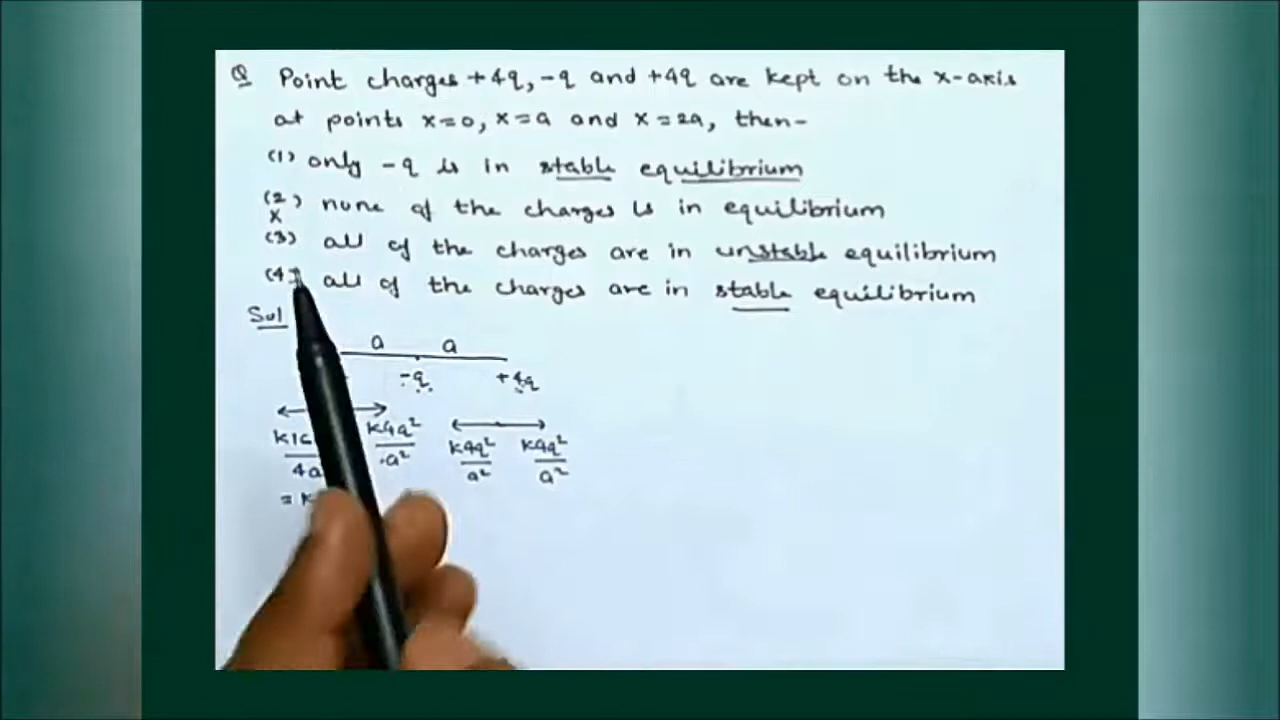 Q Point charges +4q, -q and +4q are kept on the x-axis
at points x=0, x=a and x=2a, then-
(1) only -q is in stable equilibrium
(2) none of the charges is in equilibrium
x
(3) all of the charges are in unstable equilibrium
(4) all of the charges are in stable equilibrium
Sol
a a
-q +4q
K4q²/a² K4q²/a² K4q²/a²
4a
= K